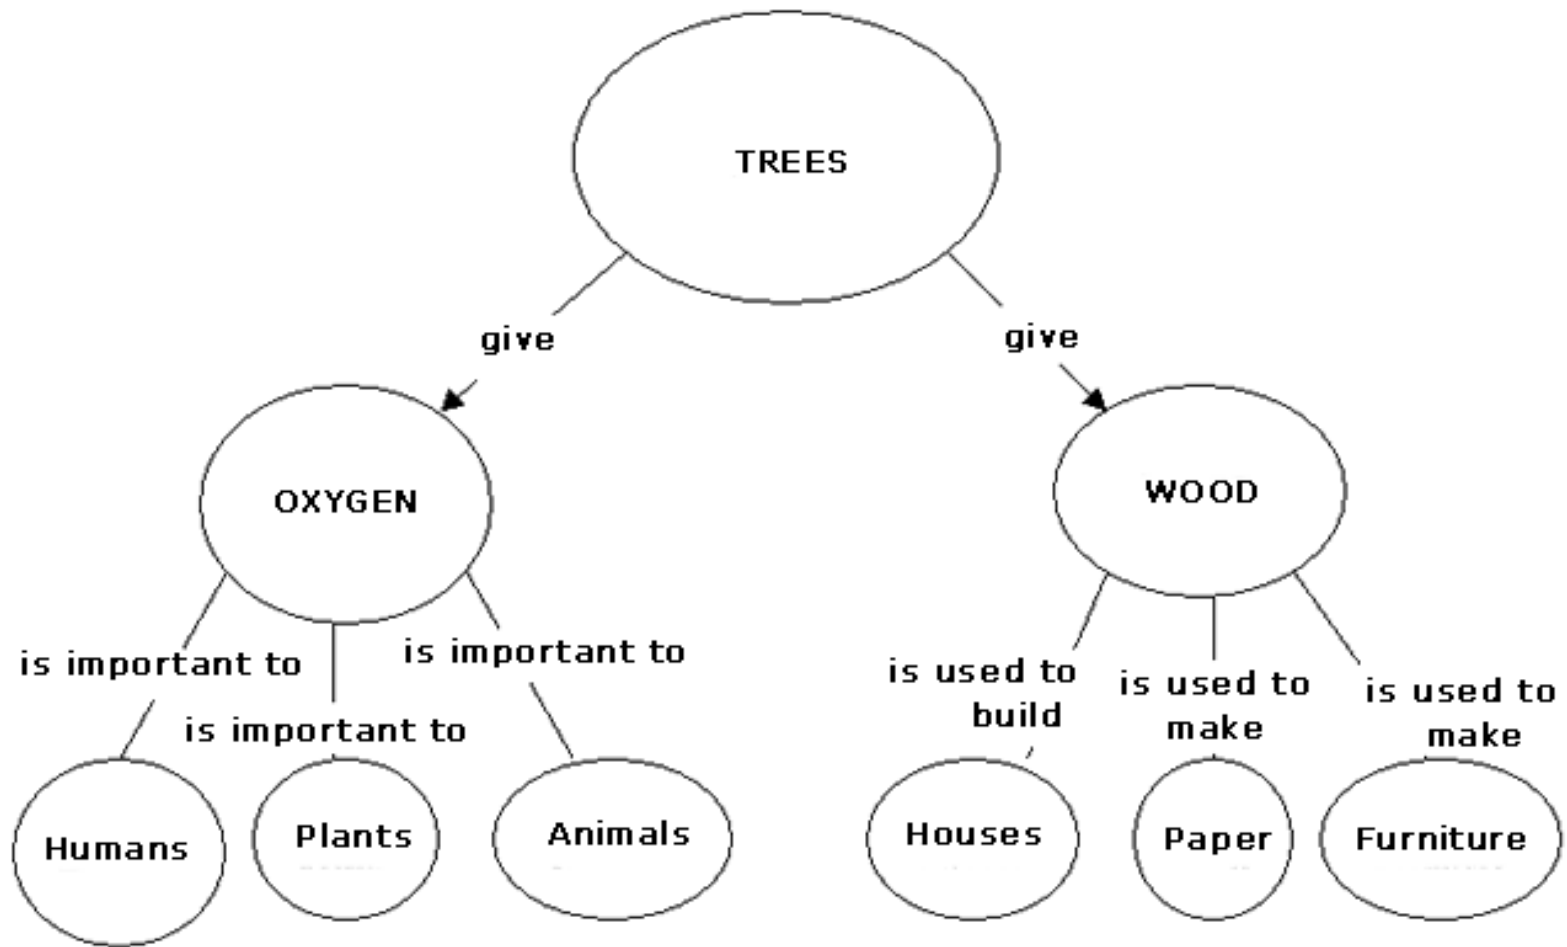 TREES
give
give
OXYGEN
WOOD
is important to
is important to
is important to
is used to
build
is used to
make
is used to
make
Humans
Plants
Animals
Houses
Paper
Furniture